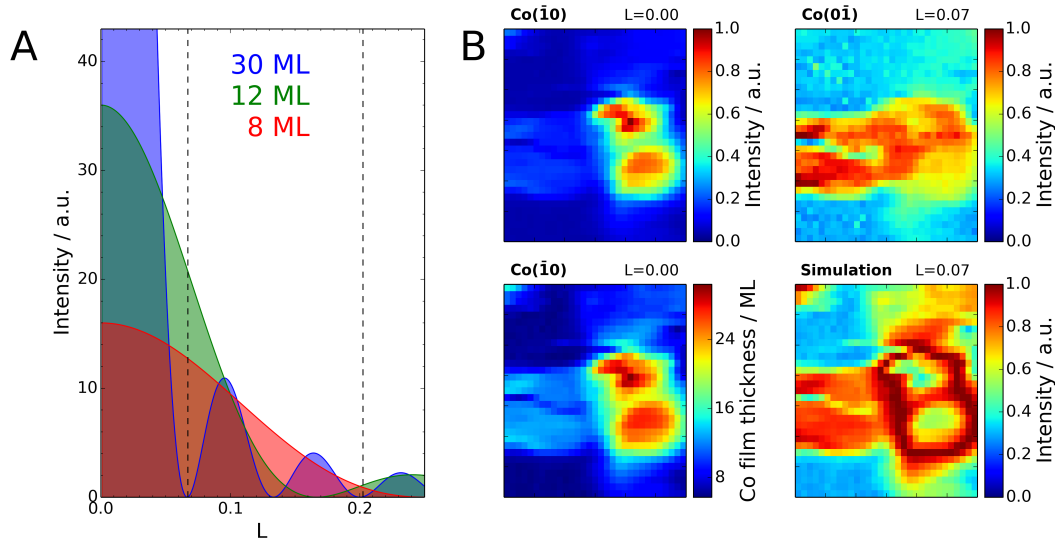 A
Intensity / a.u.
40
30
20
10
0
30 ML
12 ML
8 ML
0.0
0.1
0.2
L
B
Co(1̄0) L=0.00
1.0
0.8
0.6
0.4
0.2
0.0
Intensity / a.u.
Co(01̄) L=0.07
1.0
0.8
0.6
0.4
0.2
0.0
Intensity / a.u.
Co(1̄0) L=0.00
24
16
8
Co film thickness / ML
Simulation L=0.07
1.0
0.8
0.6
0.4
0.2
0.0
Intensity / a.u.